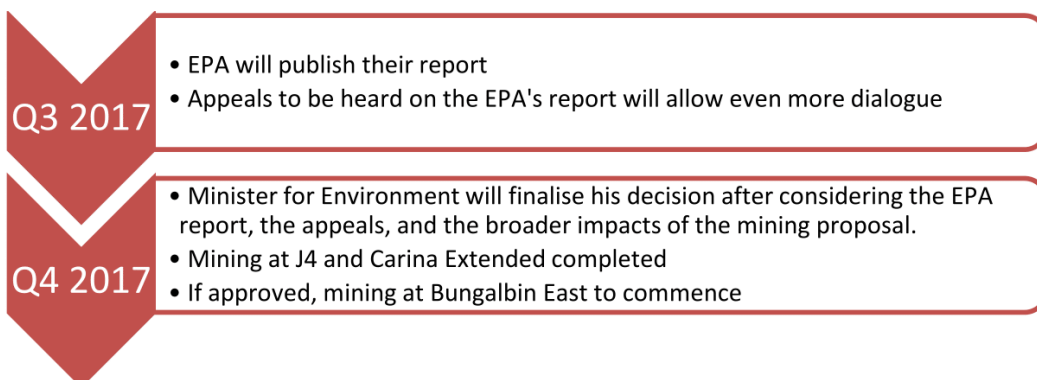 Q3 2017
• EPA will publish their report
• Appeals to be heard on the EPA's report will allow even more dialogue
Q4 2017
• Minister for Environment will finalise his decision after considering the EPA
report, the appeals, and the broader impacts of the mining proposal.
• Mining at J4 and Carina Extended completed
• If approved, mining at Bungalbin East to commence